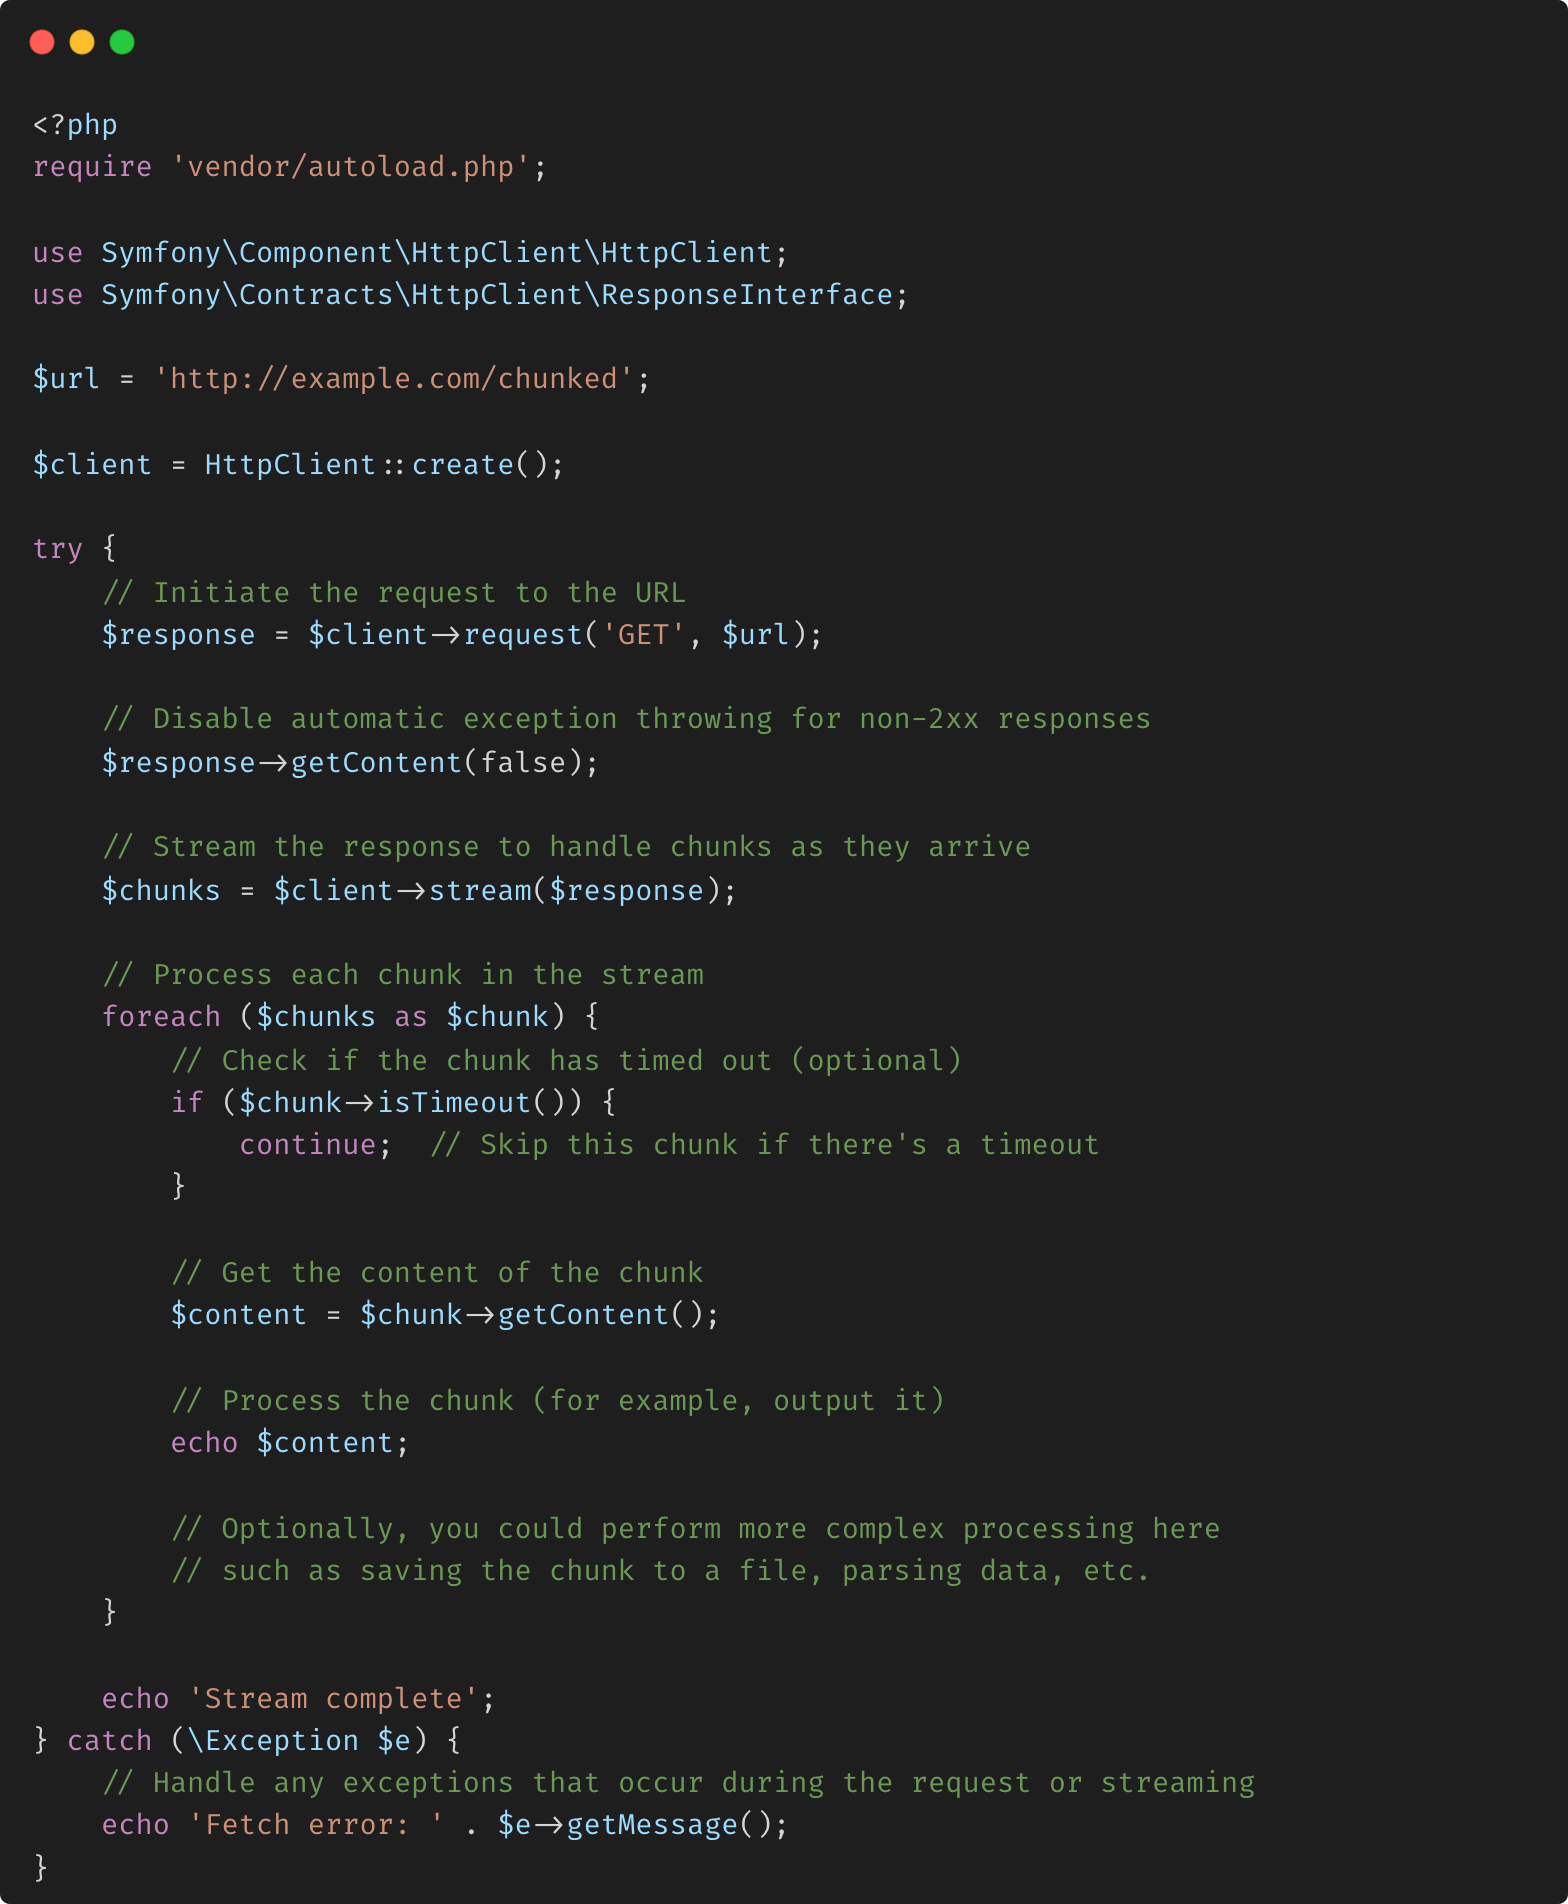 <?php
require 'vendor/autoload.php';
use Symfony\Component\HttpClient\HttpClient;
use Symfony\Contracts\HttpClient\ResponseInterface;
$url = 'http://example.com/chunked';
$client = HttpClient::create();
try {
    // Initiate the request to the URL
    $response = $client->request('GET', $url);
    // Disable automatic exception throwing for non-2xx responses
    $response->getContent(false);
    // Stream the response to handle chunks as they arrive
    $chunks = $client->stream($response);
    // Process each chunk in the stream
    foreach ($chunks as $chunk) {
        // Check if the chunk has timed out (optional)
        if ($chunk->isTimeout()) {
            continue;  // Skip this chunk if there's a timeout
        }
        // Get the content of the chunk
        $content = $chunk->getContent();
        // Process the chunk (for example, output it)
        echo $content;
        // Optionally, you could perform more complex processing here
        // such as saving the chunk to a file, parsing data, etc.
    }
    echo 'Stream complete';
} catch (\Exception $e) {
    // Handle any exceptions that occur during the request or streaming
    echo 'Fetch error: ' . $e->getMessage();
}